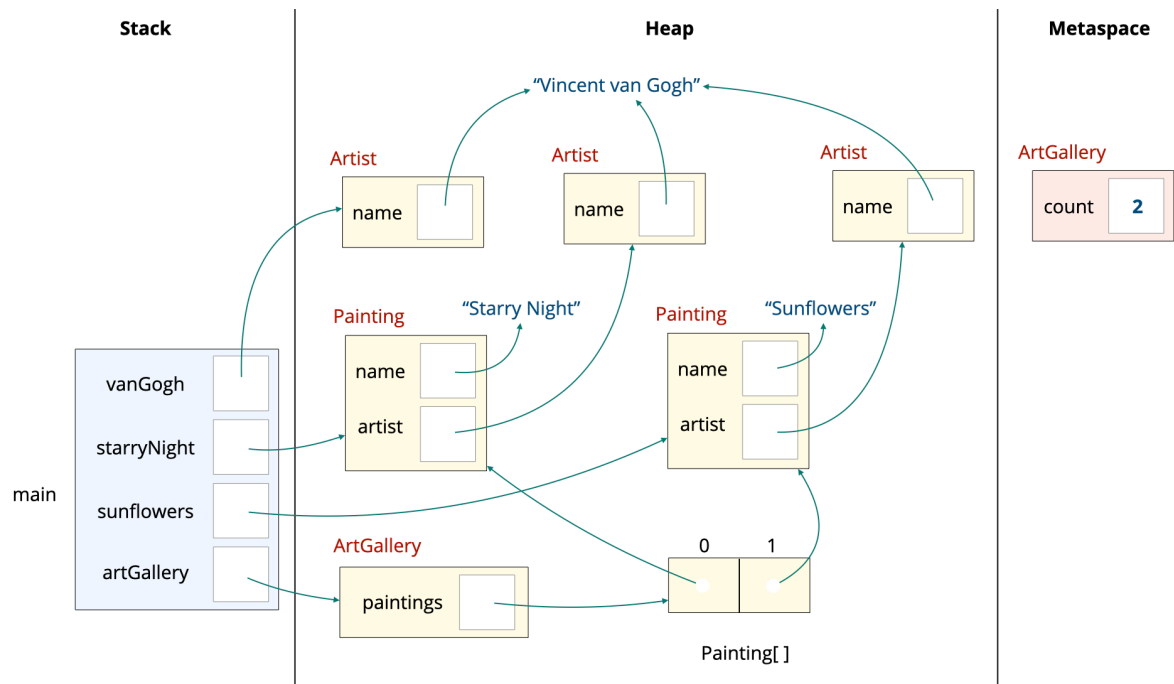 Stack
Heap
Metaspace
“Vincent van Gogh”
Artist
Artist
Artist
ArtGallery
name
name
name
count 2
Painting
“Starry Night”
Painting
“Sunflowers”
name
artist
name
artist
main
vanGogh
starryNight
sunflowers
artGallery
ArtGallery
paintings
0 1
Painting[ ]